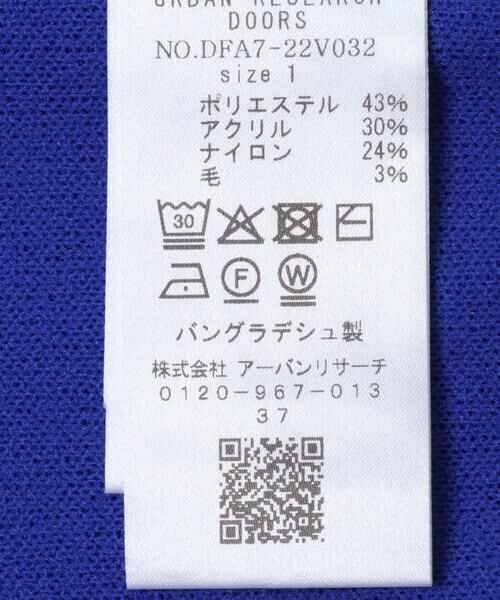 URBAN RESEARCH
DOORS
NO.DFA7-22V032
size 1
ポリエステル 43%
アクリル 30%
ナイロン 24%
毛 3%
30
F W
バングラデシュ製
株式会社 アーバンリサーチ
0120-967-013
37